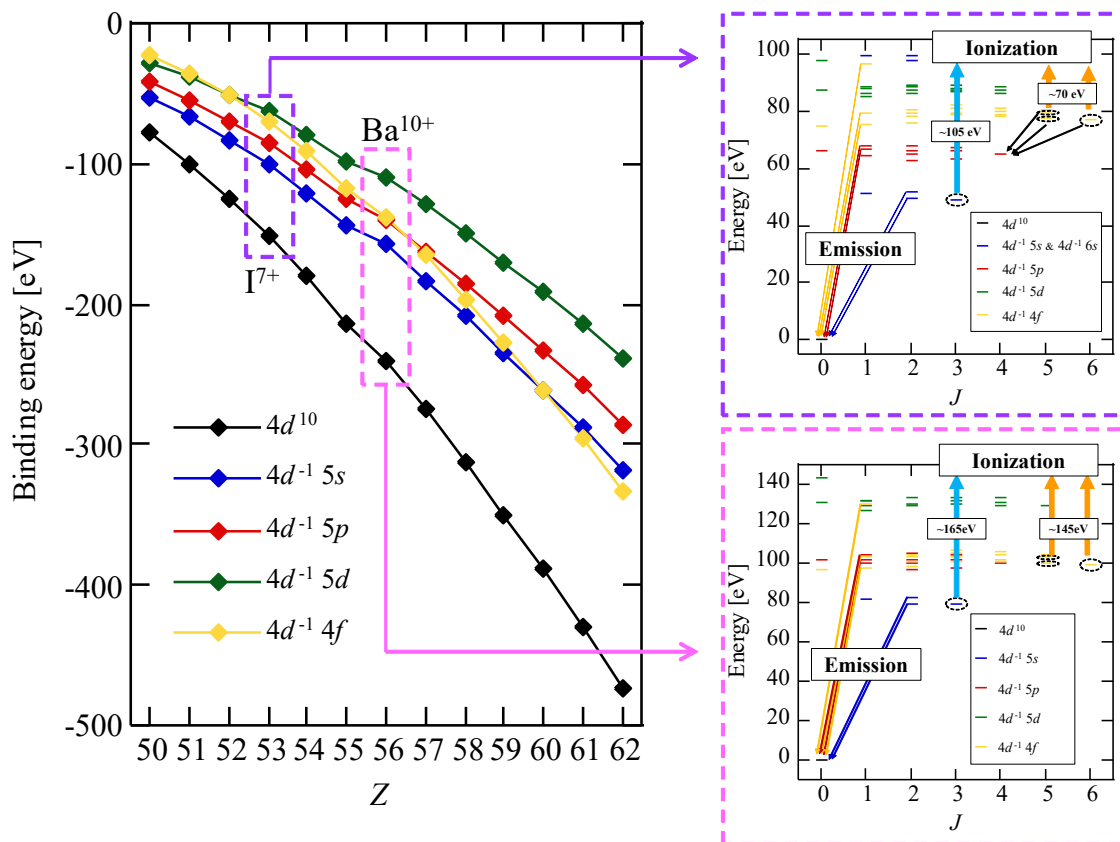 0
-100
-200
-300
-400
-500
Binding energy [eV]
50 51 52 53 54 55 56 57 58 59 60 61 62
Z
I7+
Ba10+
4d10
4d-1 5s
4d-1 5p
4d-1 5d
4d-1 4f
100
80
60
40
20
0
Energy [eV]
Ionization
~105 eV
~70 eV
Emission
4d10
4d-1 5s & 4d-1 6s
4d-1 5p
4d-1 5d
4d-1 4f
0 1 2 3 4 5 6
J
140
120
100
80
60
40
20
0
Energy [eV]
Ionization
~165eV
~145eV
Emission
4d10
4d-1 5s
4d-1 5p
4d-1 5d
4d-1 4f
0 1 2 3 4 5 6
J